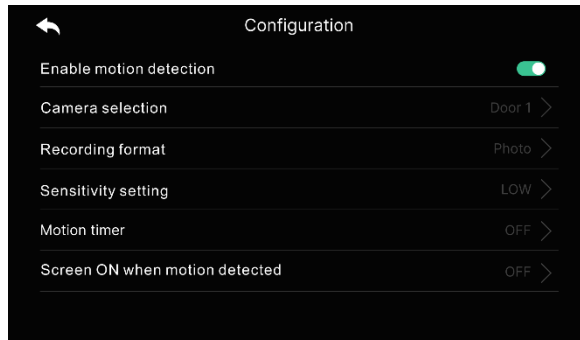 Configuration
Enable motion detection
Camera selection Door 1
Recording format Photo
Sensitivity setting LOW
Motion timer OFF
Screen ON when motion detected OFF